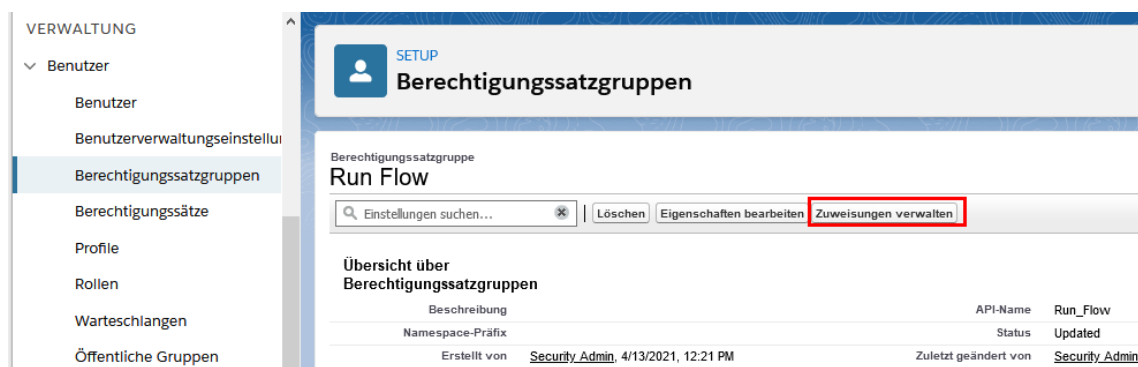 VERWALTUNG
Benutzer
Benutzer
Benutzerverwaltungseinstellu
Berechtigungssatzgruppen
Berechtigungssätze
Profile
Rollen
Warteschlangen
Öffentliche Gruppen
SETUP
Berechtigungssatzgruppen
Berechtigungssatzgruppe
Run Flow
Einstellungen suchen... Löschen Eigenschaften bearbeiten Zuweisungen verwalten
Übersicht über
Berechtigungssatzgruppen
Beschreibung API-Name Run_Flow
Namespace-Präfix Status Updated
Erstellt von Security Admin, 4/13/2021, 12:21 PM Zuletzt geändert von Security Admin